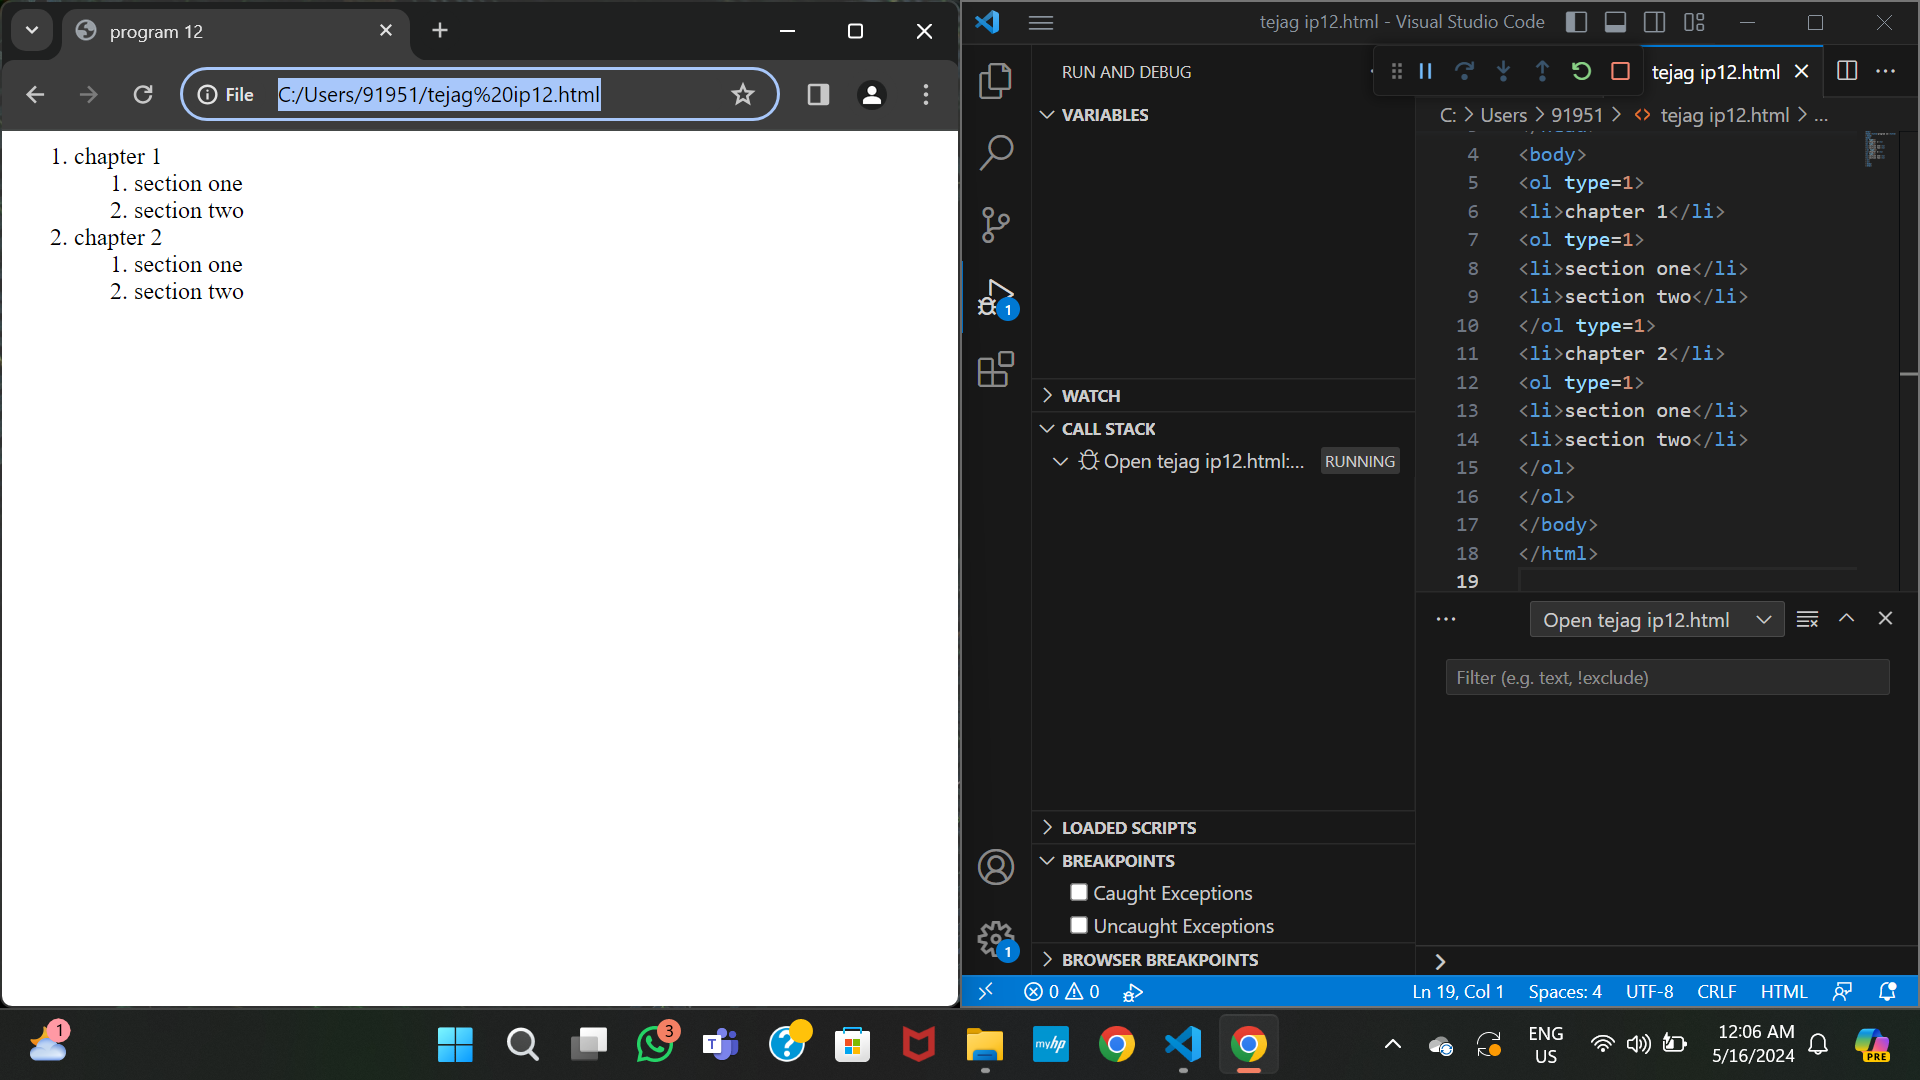 program 12
File
C:/Users/91951/tejag%20ip12.html
1. chapter 1
1. section one
2. section two
2. chapter 2
1. section one
2. section two
tejag ip12.html - Visual Studio Code
RUN AND DEBUG
tejag ip12.html
C: > Users > 91951 > tejag ip12.html > ...
VARIABLES
WATCH
CALL STACK
Open tejag ip12.html:...
RUNNING
LOADED SCRIPTS
BREAKPOINTS
Caught Exceptions
Uncaught Exceptions
BROWSER BREAKPOINTS
1
1
4 <body>
5 <ol type=1>
6 <li>chapter 1</li>
7 <ol type=1>
8 <li>section one</li>
9 <li>section two</li>
10 </ol type=1>
11 <li>chapter 2</li>
12 <ol type=1>
13 <li>section one</li>
14 <li>section two</li>
15 </ol>
16 </ol>
17 </body>
18 </html>
19
Open tejag ip12.html
Filter (e.g. text, !exclude)
0 0
Ln 19, Col 1
Spaces: 4
UTF-8
CRLF
HTML
1
3
T
?
myhp
ENG
US
12:06 AM
5/16/2024
PRE